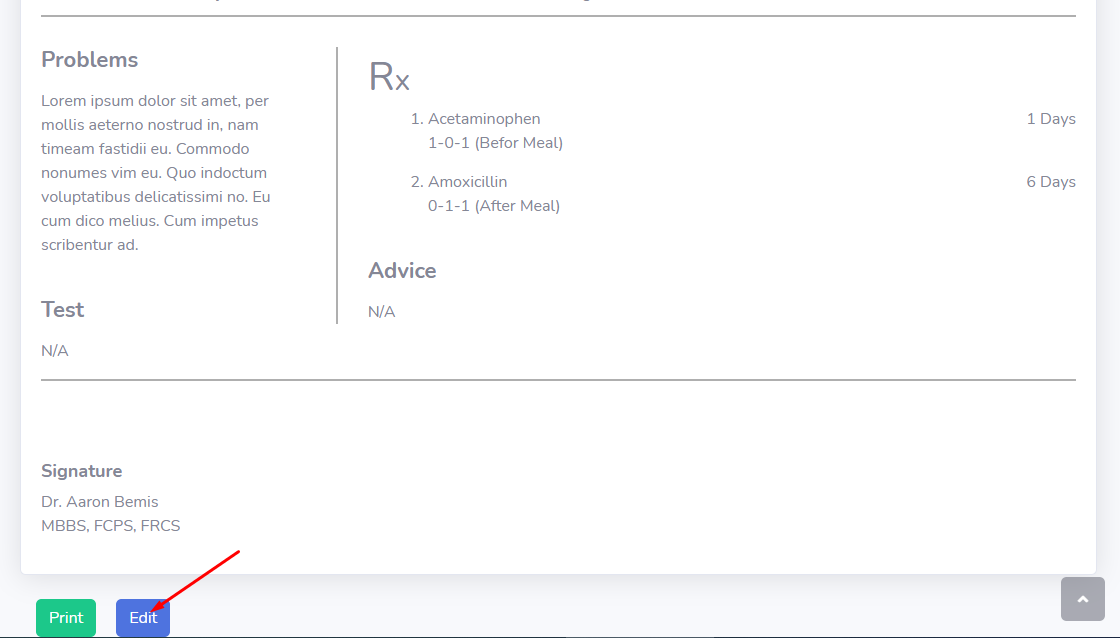 Problems
Lorem ipsum dolor sit amet, per
mollis aeterno nostrud in, nam
timeam fastidii eu. Commodo
nonumes vim eu. Quo indoctum
voluptatibus delicatissimi no. Eu
cum dico melius. Cum impetus
scribentur ad.
Test
N/A
Rx
1. Acetaminophen 1 Days
1-0-1 (Befor Meal)
2. Amoxicillin 6 Days
0-1-1 (After Meal)
Advice
N/A
Signature
Dr. Aaron Bemis
MBBS, FCPS, FRCS
Print Edit